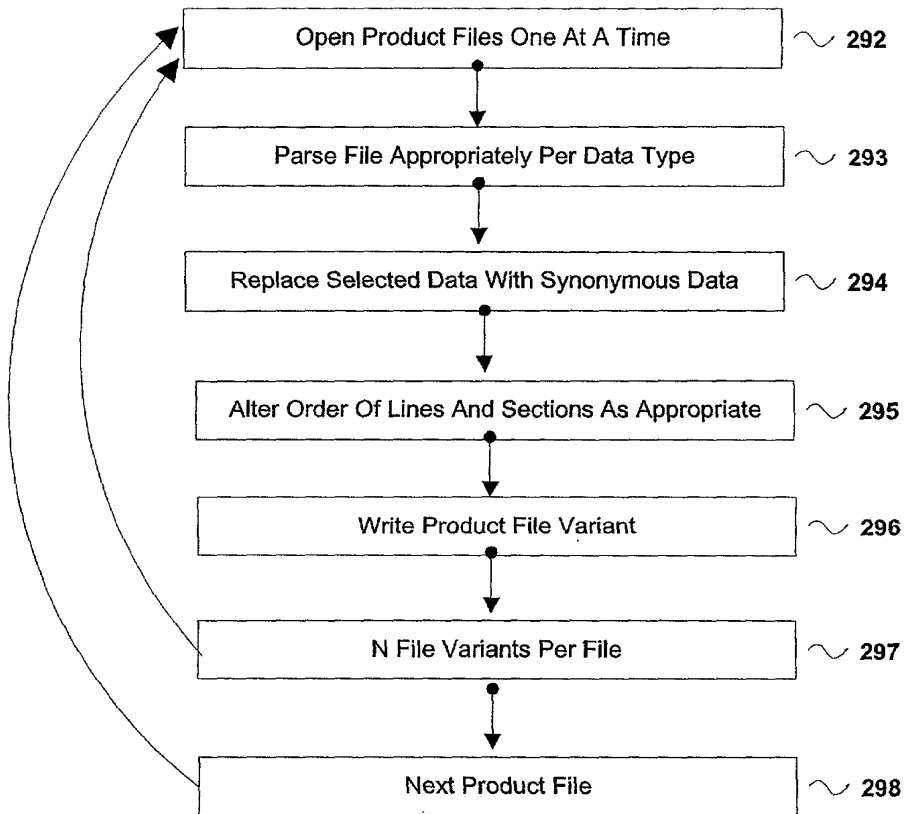 Open Product Files One At A Time 292
Parse File Appropriately Per Data Type 293
Replace Selected Data With Synonymous Data 294
Alter Order Of Lines And Sections As Appropriate 295
Write Product File Variant 296
N File Variants Per File 297
Next Product File 298